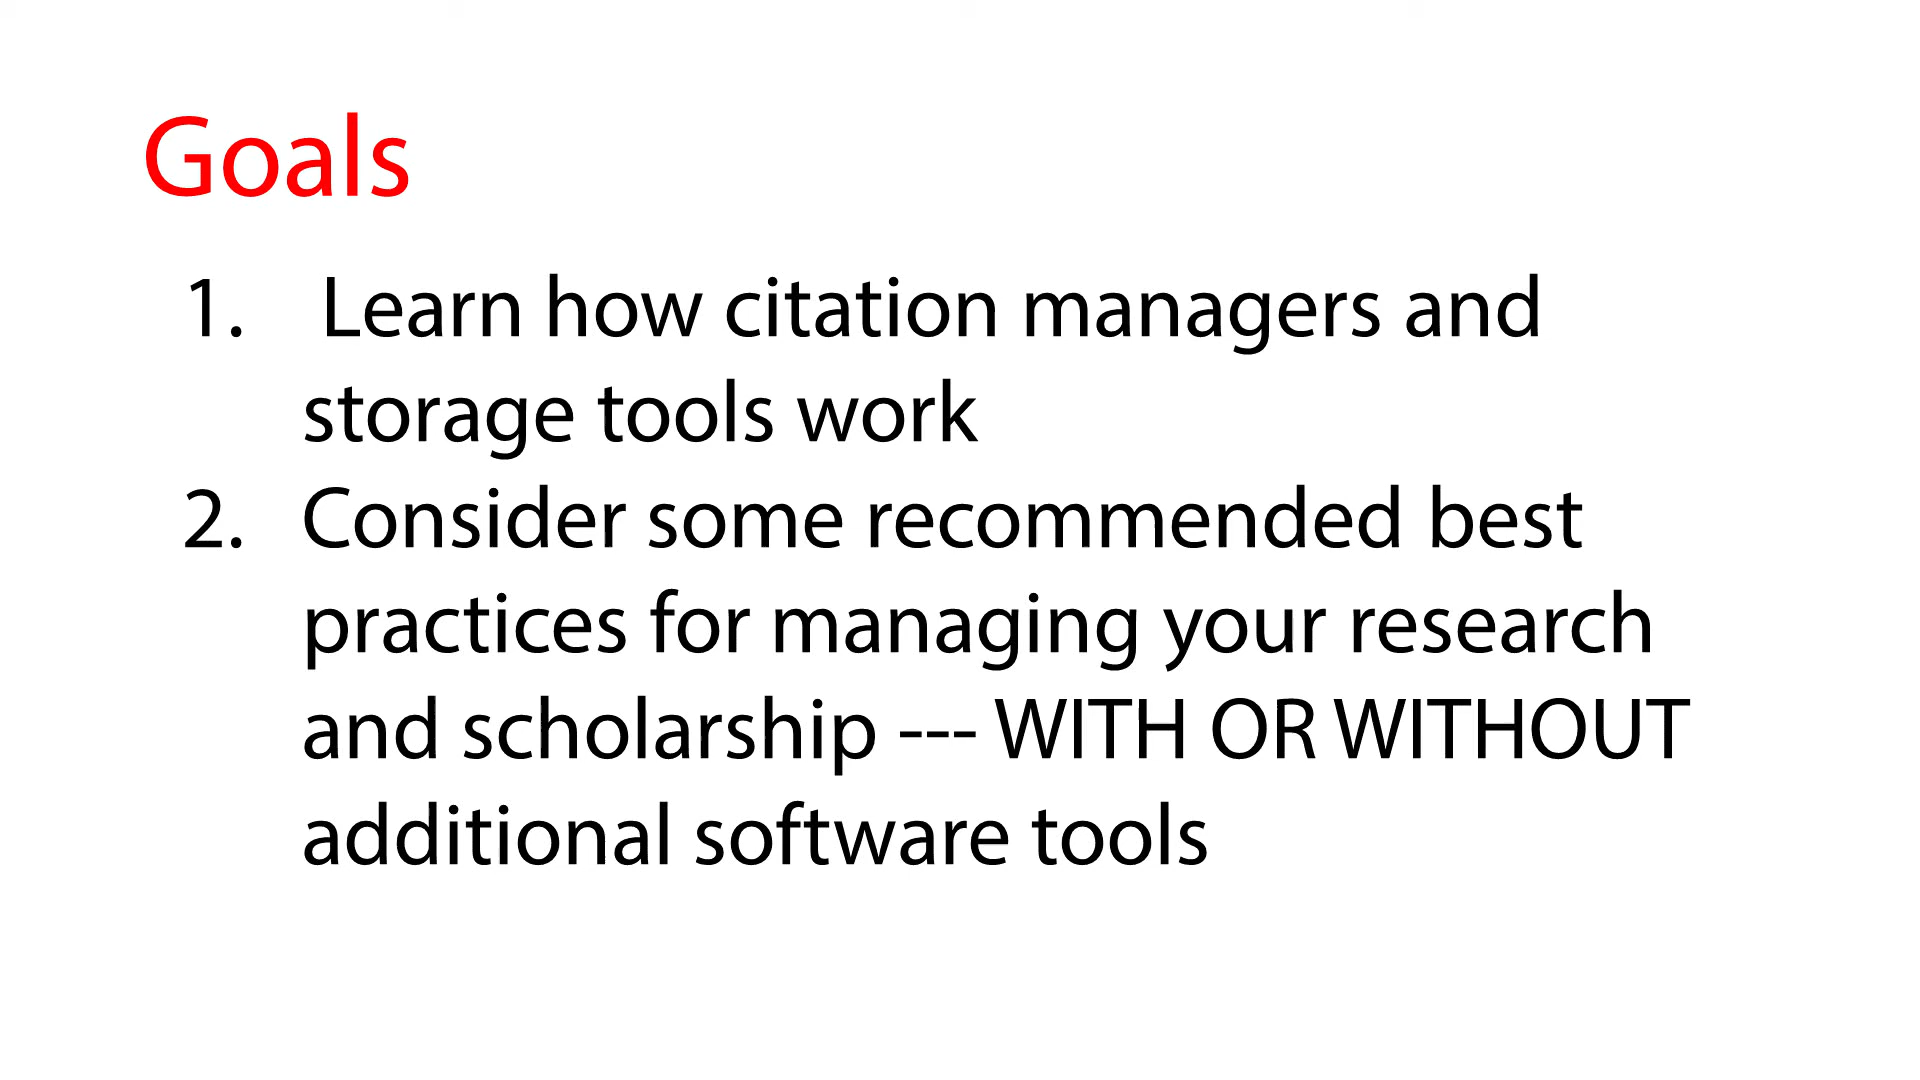 Goals
1. Learn how citation managers and
storage tools work
2. Consider some recommended best
practices for managing your research
and scholarship --- WITH OR WITHOUT
additional software tools